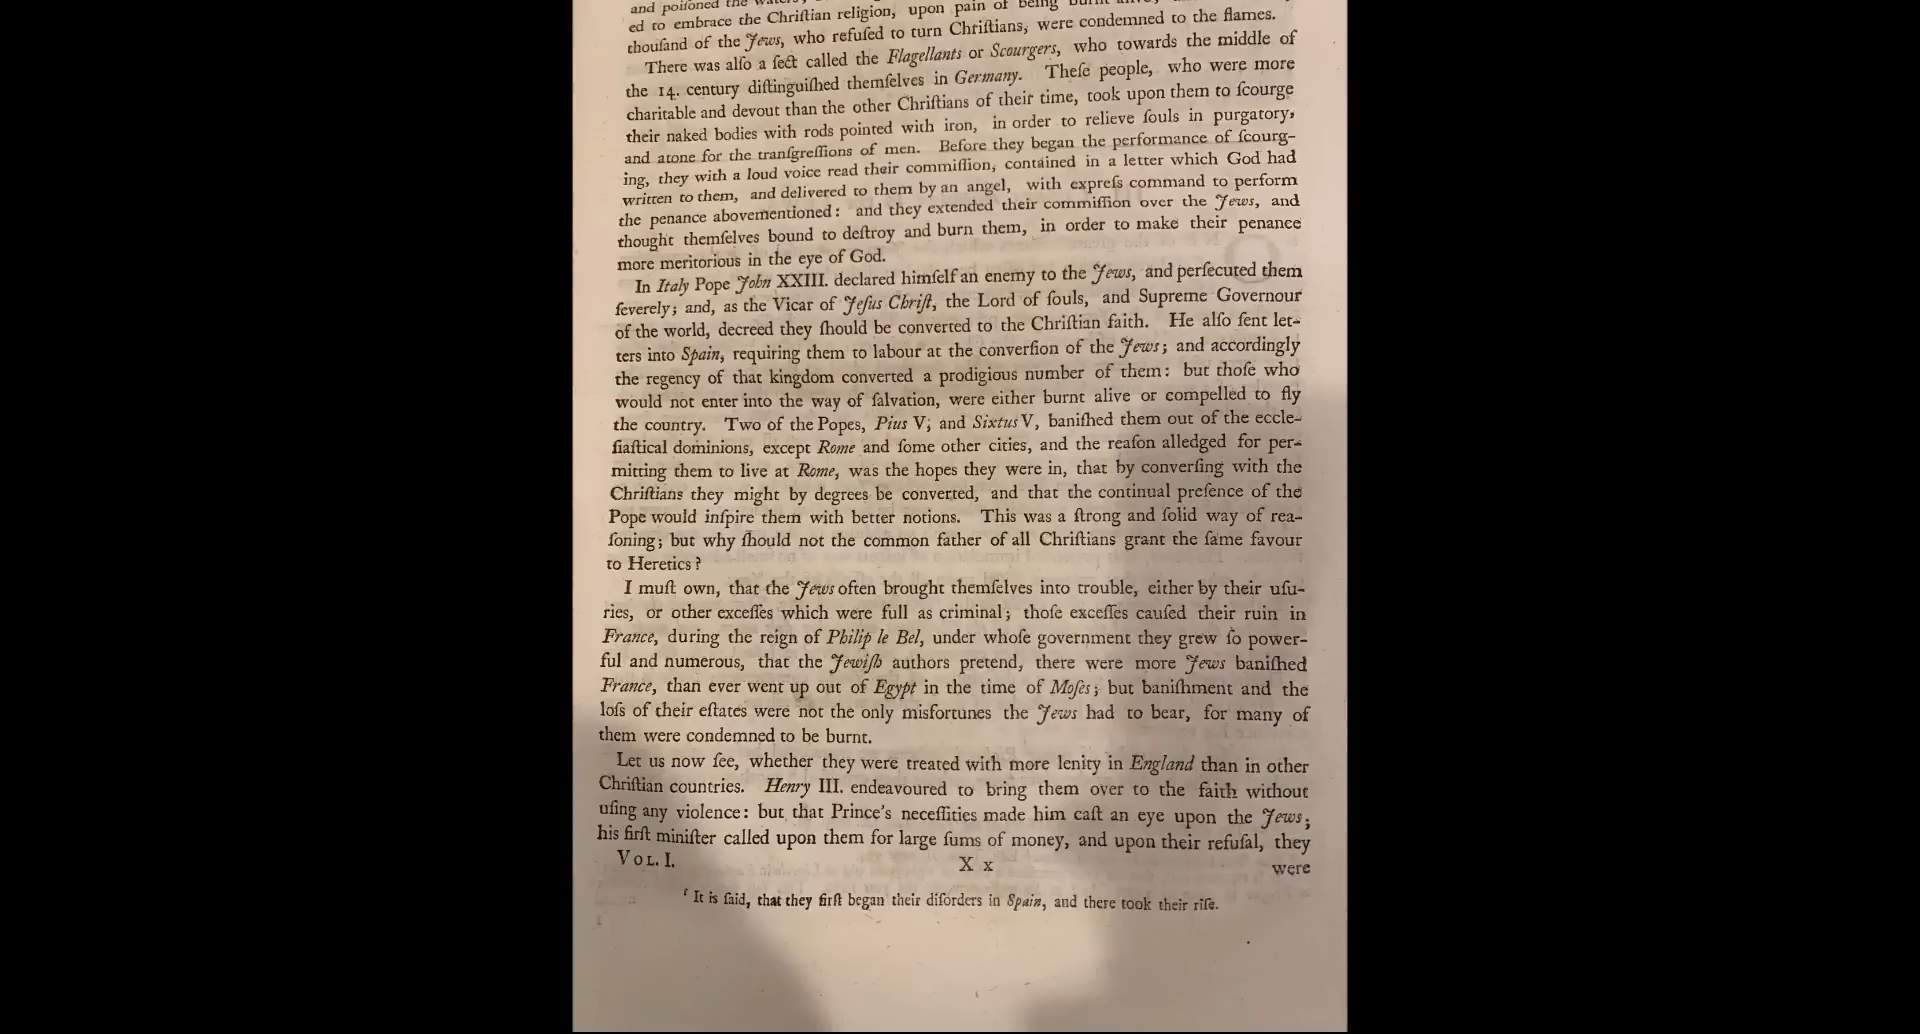 and poiſoned the
ed to embrace the Chriſtian religion, upon pain of being
thouſand of the Jews, who refuſed to turn Chriſtians, were condemned to the flames.
There was alſo a ſect called the Flagellants or Scourgers, who towards the middle of
the 14. century diſtinguiſhed themſelves in Germany. Theſe people, who were more
charitable and devout than the other Chriſtians of their time, took upon them to ſcourge
their naked bodies with rods pointed with iron, in order to relieve ſouls in purgatory,
and atone for the tranſgreſſions of men. Before they began the performance of ſcourg-
ing, they with a loud voice read their commiſſion, contained in a letter which God had
written to them, and delivered to them by an angel, with expreſs command to perform
the penance abovementioned: and they extended their commiſſion over the Jews, and
thought themſelves bound to deſtroy and burn them, in order to make their penance
more meritorious in the eye of God.
In Italy Pope John XXIII. declared himſelf an enemy to the Jews, and perſecuted them
ſeverely; and, as the Vicar of Jeſus Chriſt, the Lord of ſouls, and Supreme Governour
of the world, decreed they ſhould be converted to the Chriſtian faith. He alſo ſent let-
ters into Spain, requiring them to labour at the converſion of the Jews; and accordingly
the regency of that kingdom converted a prodigious number of them: but thoſe who
would not enter into the way of ſalvation, were either burnt alive or compelled to fly
the country. Two of the Popes, Pius V, and Sixtus V, baniſhed them out of the eccle-
ſiaſtical dominions, except Rome and ſome other cities, and the reaſon alledged for per-
mitting them to live at Rome, was the hopes they were in, that by converſing with the
Chriſtians they might by degrees be converted, and that the continual preſence of the
Pope would inſpire them with better notions. This was a ſtrong and ſolid way of rea-
ſoning; but why ſhould not the common father of all Chriſtians grant the ſame favour
to Heretics?
I muſt own, that the Jews often brought themſelves into trouble, either by their uſu-
ries, or other exceſſes which were full as criminal; thoſe exceſſes cauſed their ruin in
France, during the reign of Philip le Bel, under whoſe government they grew ſo power-
ful and numerous, that the Jewiſh authors pretend, there were more Jews baniſhed
France, than ever went up out of Egypt in the time of Moſes; but baniſhment and the
loſs of their eſtates were not the only misfortunes the Jews had to bear, for many of
them were condemned to be burnt.
Let us now ſee, whether they were treated with more lenity in England than in other
Chriſtian countries. Henry III. endeavoured to bring them over to the faith without
uſing any violence: but that Prince's neceſſities made him caſt an eye upon the Jews;
his firſt miniſter called upon them for large ſums of money, and upon their refuſal, they
VOL. I. X x were
ſ It is ſaid, that they firſt began their diſorders in Spain, and there took their riſe.